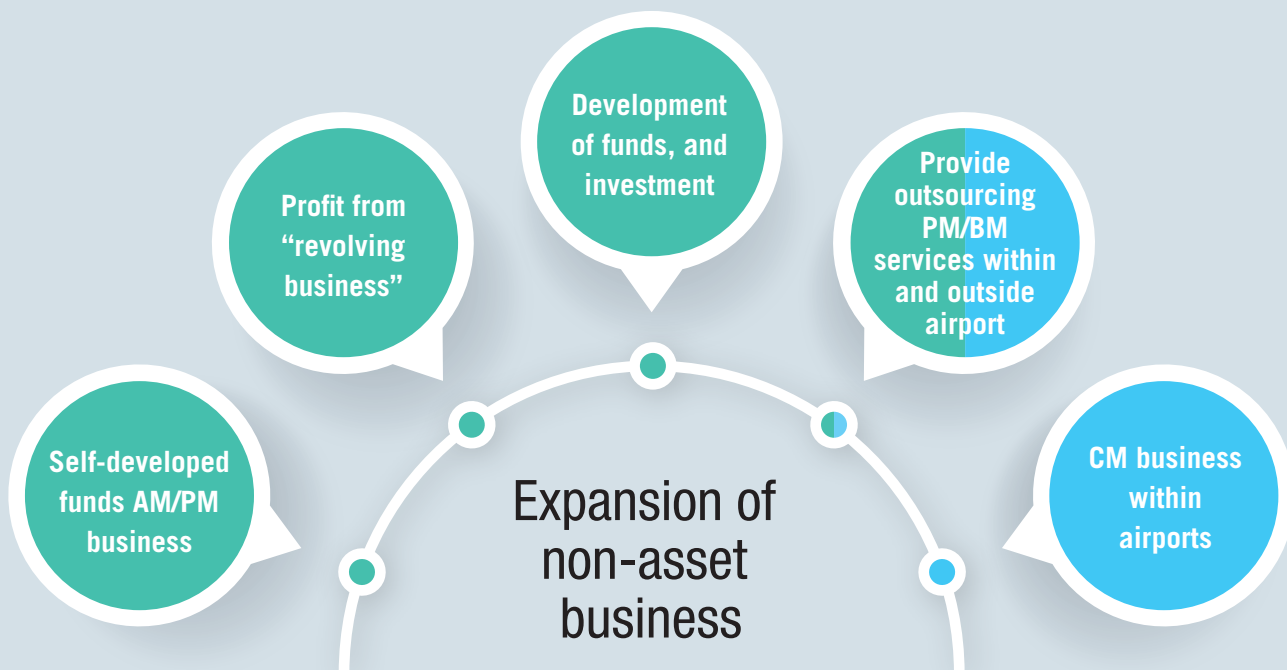 Self-developed
funds AM/PM
business
Profit from
“revolving
business”
Development
of funds, and
investment
Provide
outsourcing
PM/BM
services within
and outside
airport
CM business
within
airports
Expansion of
non-asset
business